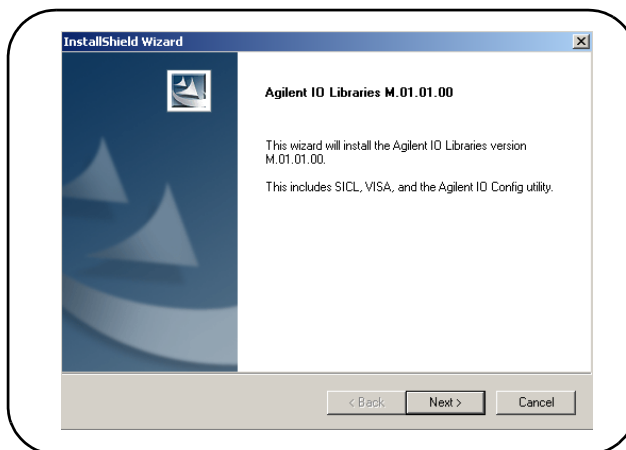 InstallShield Wizard
Agilent IO Libraries M.01.01.00
This wizard will install the Agilent IO Libraries version
M.01.01.00.
This includes SICL, VISA, and the Agilent IO Config utility.
< Back
Next >
Cancel